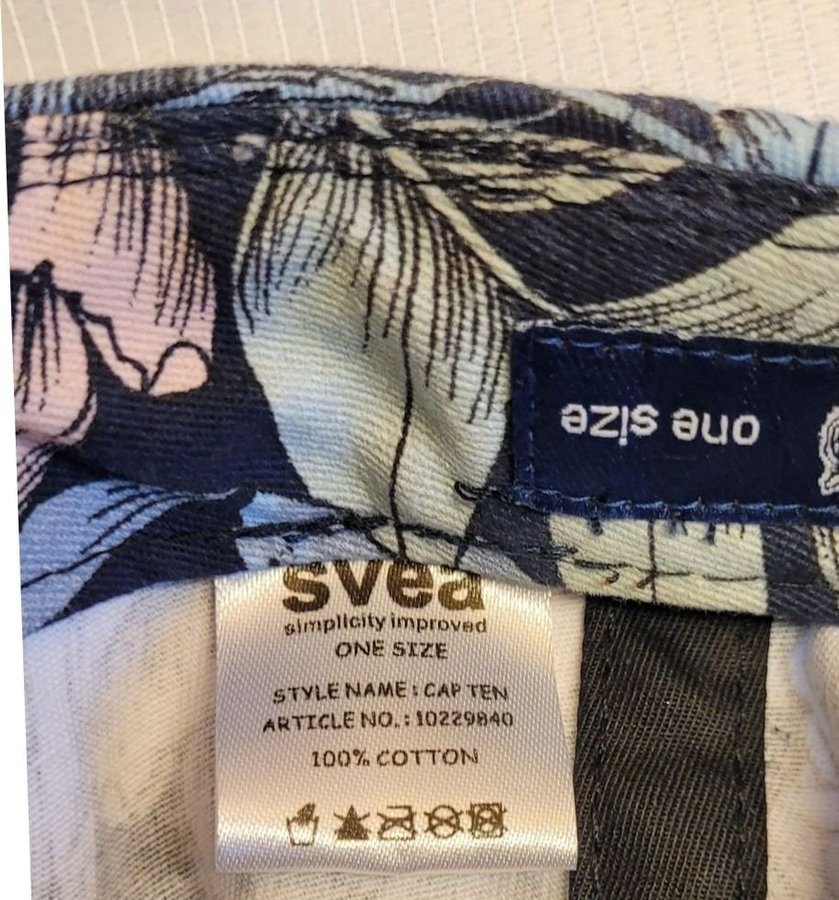 one size
svea
simplicity improved
ONE SIZE
STYLE NAME : CAP TEN
ARTICLE NO. : 10229840
100% COTTON